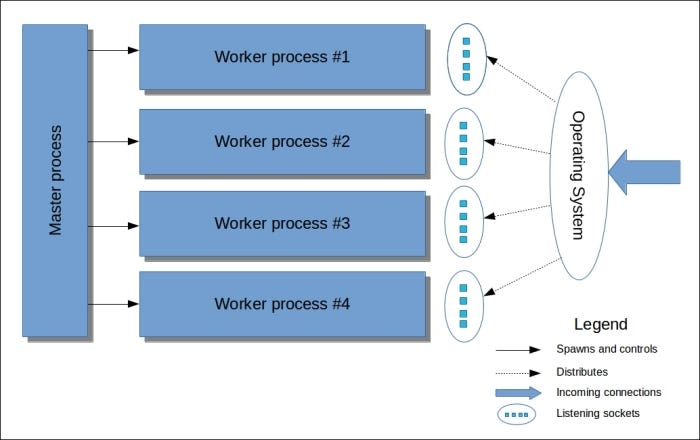 Master process
Worker process #1
Worker process #2
Worker process #3
Worker process #4
Operating System
Legend
Spawns and controls
Distributes
Incoming connections
Listening sockets